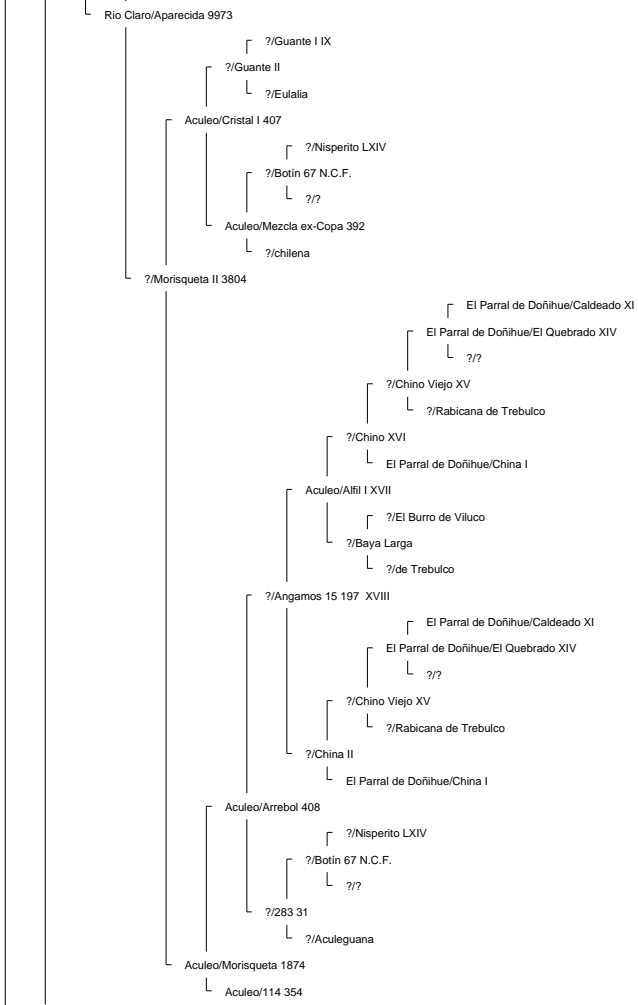 Rio Claro/Aparecida 9973
?/Guante I IX
?/Guante II
?/Eulalia
Aculeo/Cristal I 407
?/Nisperito LXIV
?/Botín 67 N.C.F.
?/?
Aculeo/Mezcla ex-Copa 392
?/chilena
?/Morisqueta II 3804
El Parral de Doñihue/Caldeado XI
El Parral de Doñihue/El Quebrado XIV
?/?
?/Chino Viejo XV
?/Rabicana de Trebulco
?/Chino XVI
El Parral de Doñihue/China I
Aculeo/Alfil I XVII
?/El Burro de Viluco
?/Baya Larga
?/de Trebulco
?/Angamos 15 197  XVIII
El Parral de Doñihue/Caldeado XI
El Parral de Doñihue/El Quebrado XIV
?/?
?/Chino Viejo XV
?/Rabicana de Trebulco
?/China II
El Parral de Doñihue/China I
Aculeo/Arrebol 408
?/Nisperito LXIV
?/Botín 67 N.C.F.
?/?
?/283 31
?/Aculeguana
Aculeo/Morisqueta 1874
Aculeo/114 354